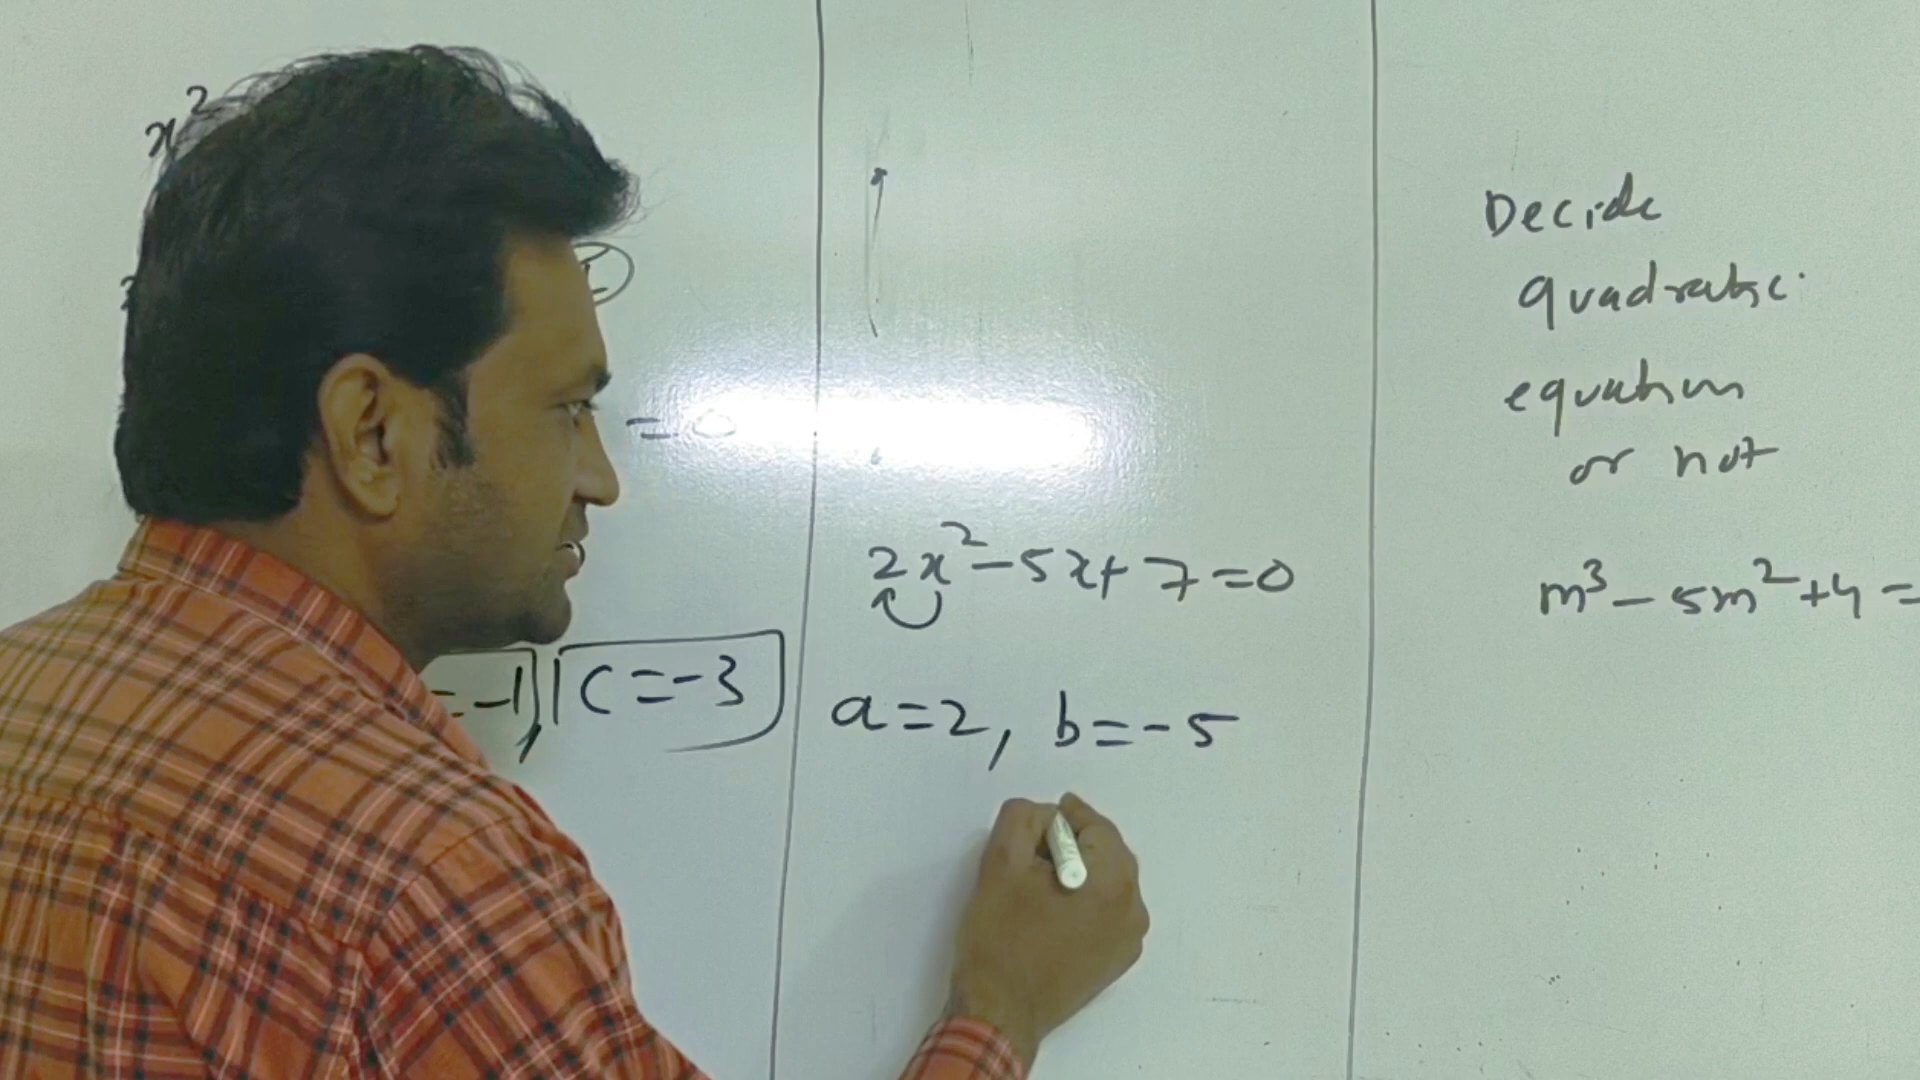 x²
= 0
= -1, c = -3
2x² - 5x + 7 = 0
a = 2, b = -5
Decide
quadratic
equation
or not
m³ - 5m² + 4 =